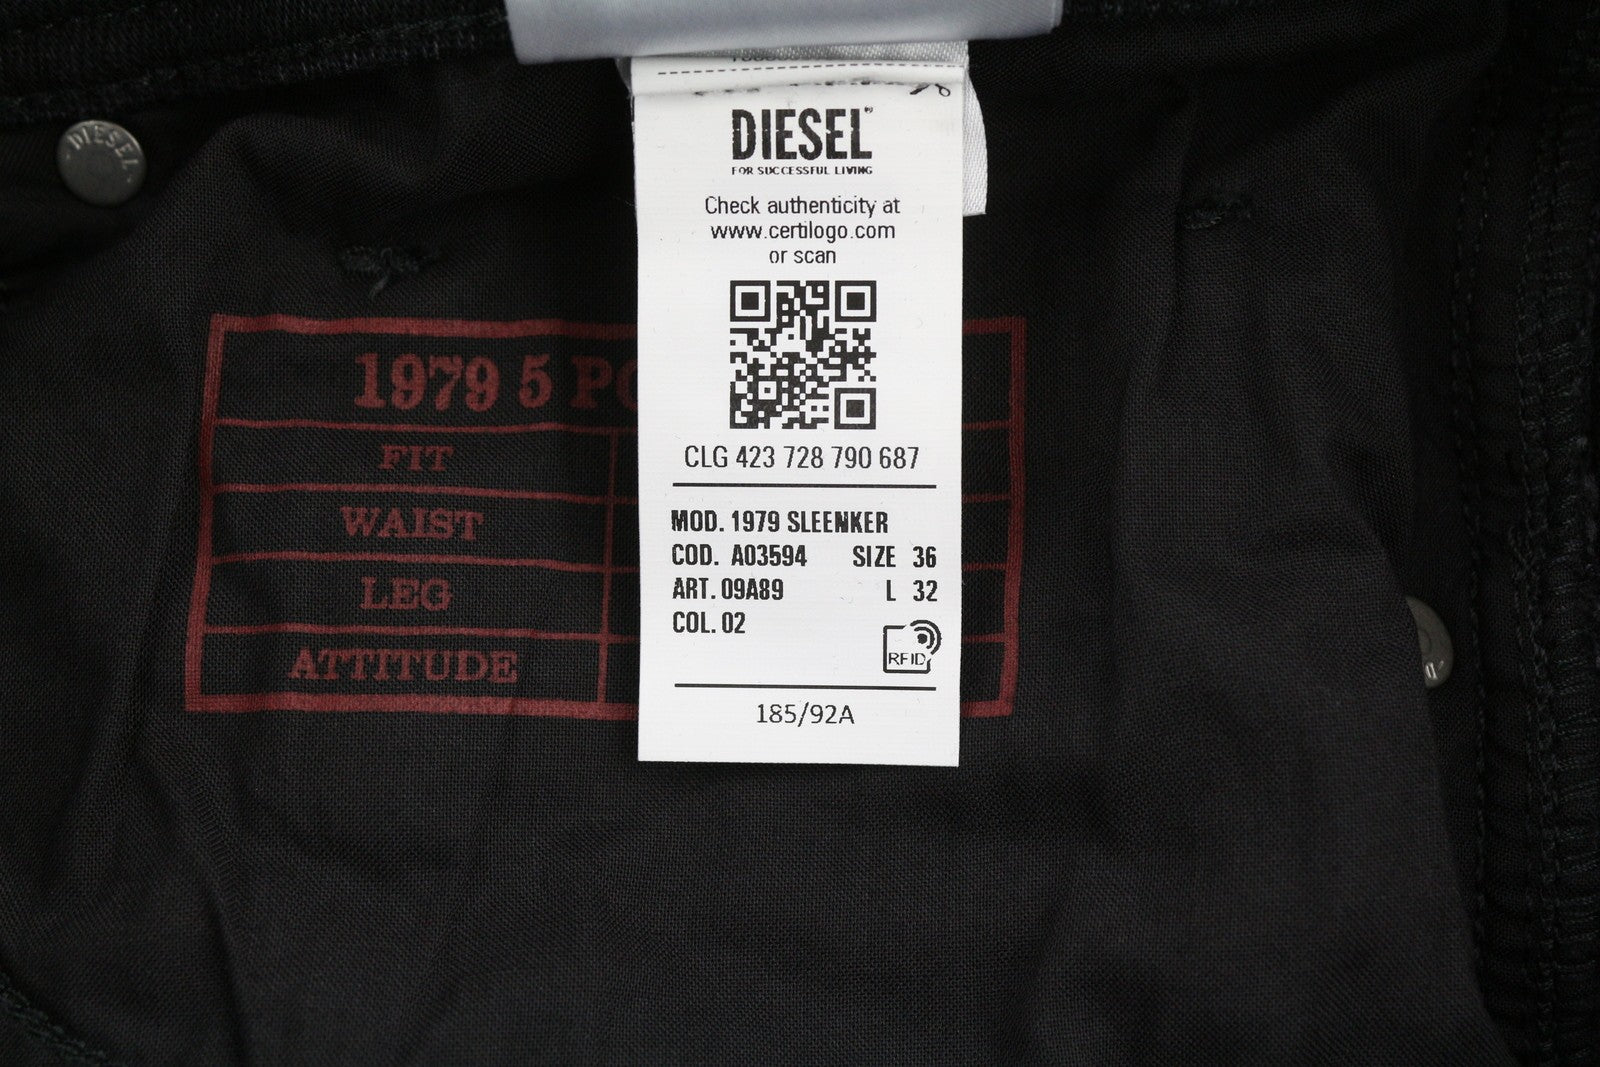 DIESEL
DIESEL
FOR SUCCESSFUL LIVING
Check authenticity at
www.certilogo.com
or scan
CLG 423 728 790 687
MOD. 1979 SLEENKER
COD. A03594 SIZE 36
ART. 09A89 L 32
COL. 02
RFID
185/92A
1979 5
FIT
WAIST
LEG
ATTITUDE